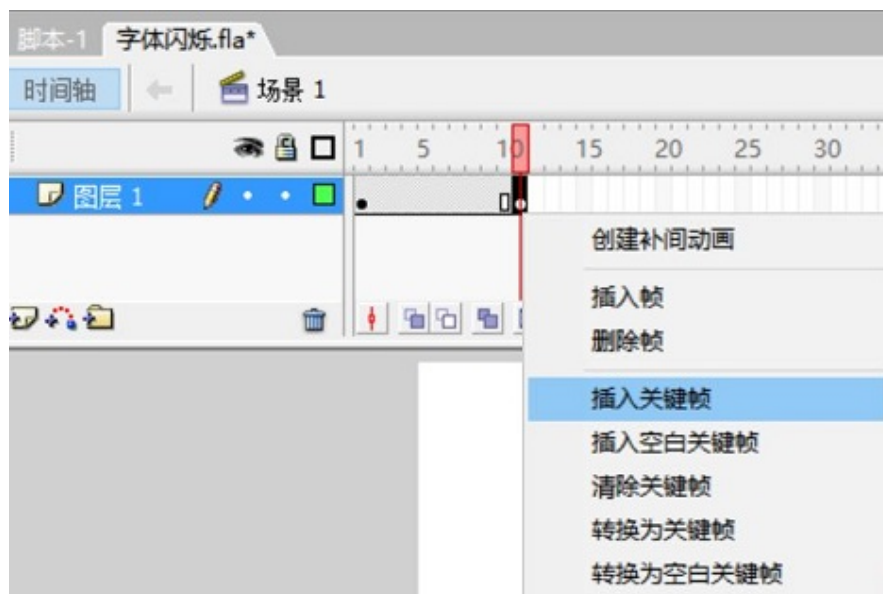 脚本-1 字体闪烁.fla*
时间轴 场景 1
1 5 10 15 20 25 30
图层 1
创建补间动画
插入帧
删除帧
插入关键帧
插入空白关键帧
清除关键帧
转换为关键帧
转换为空白关键帧